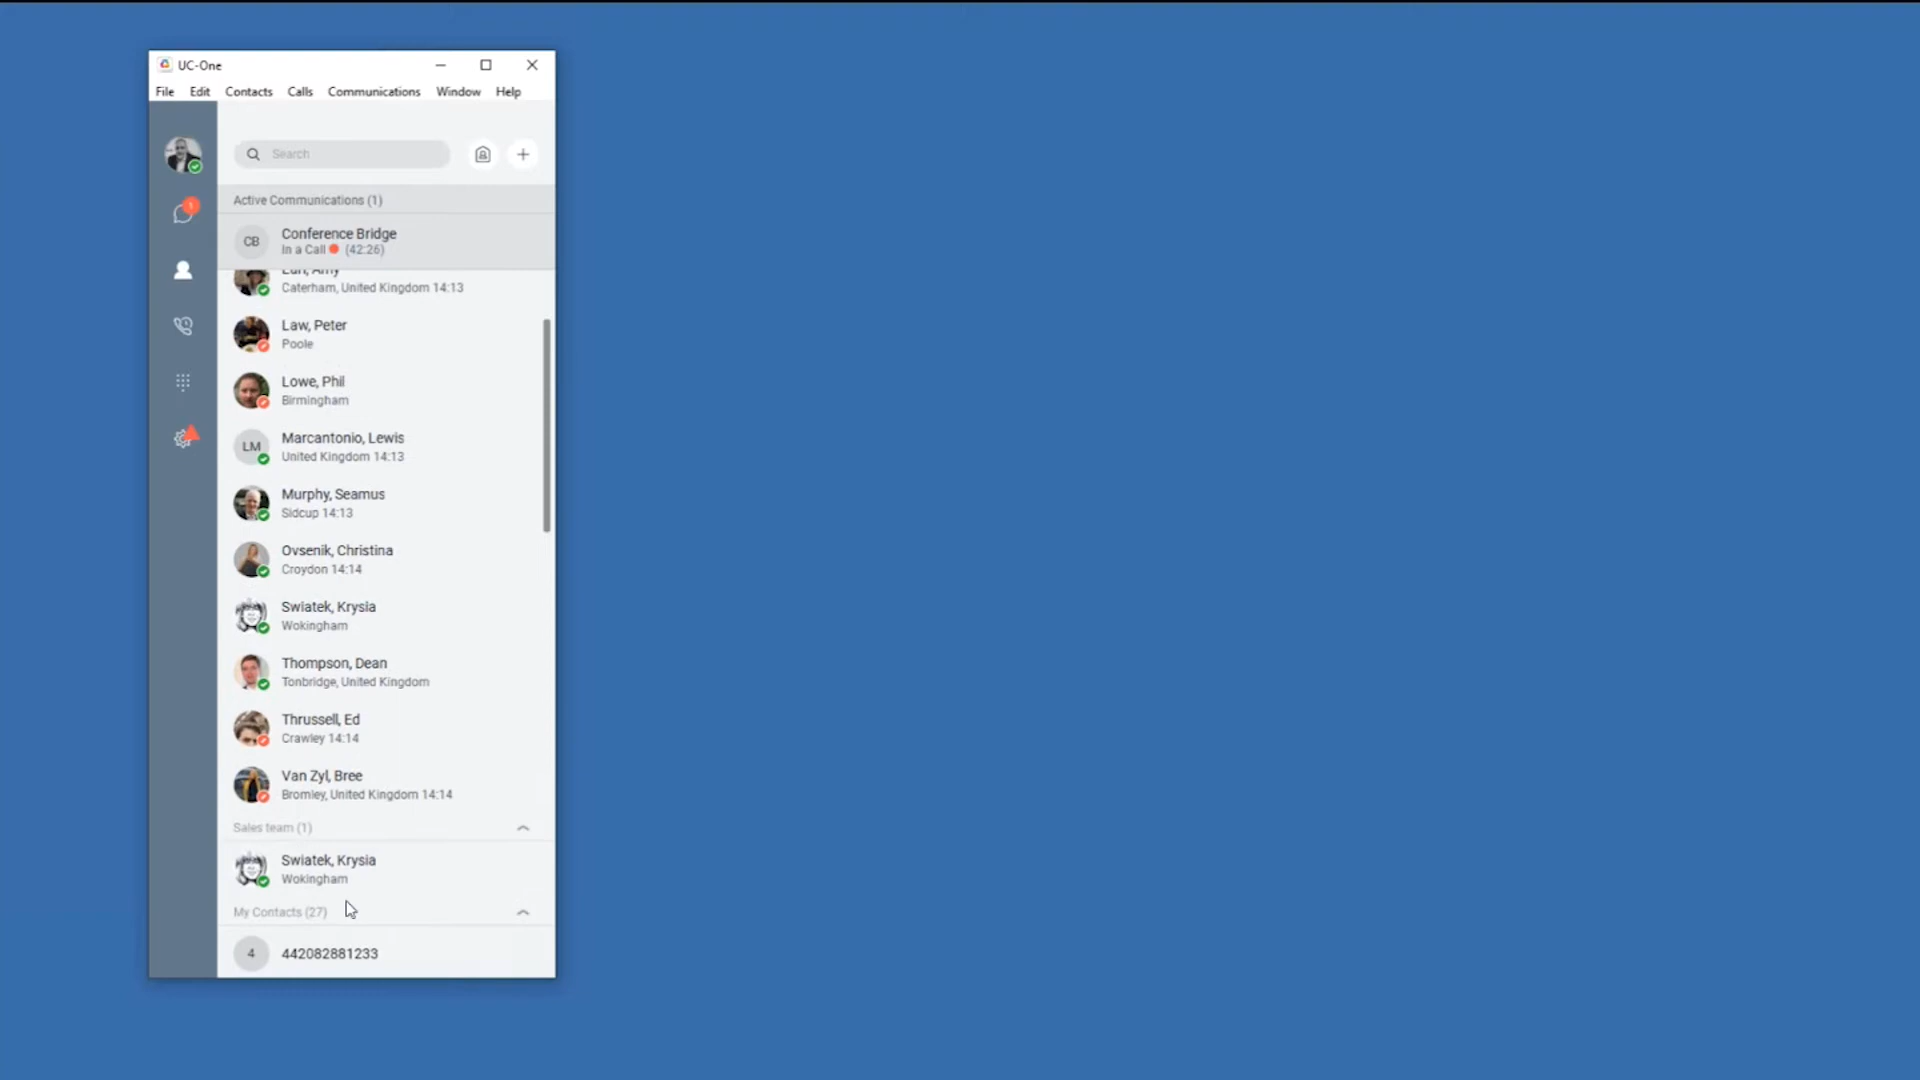 UC-One
File Edit Contacts Calls Communications Window Help
Search
Active Communications (1)
CB
Conference Bridge
In a Call (42:26)
Caterham, United Kingdom 14:13
Law, Peter
Poole
Lowe, Phil
Birmingham
LM
Marcantonio, Lewis
United Kingdom 14:13
Murphy, Seamus
Sidcup 14:13
Ovsenik, Christina
Croydon 14:14
Swiatek, Krysia
Wokingham
Thompson, Dean
Tonbridge, United Kingdom
Thrussell, Ed
Crawley 14:14
Van Zyl, Bree
Bromley, United Kingdom 14:14
Sales team (1)
Swiatek, Krysia
Wokingham
My Contacts (27)
4
442082881233